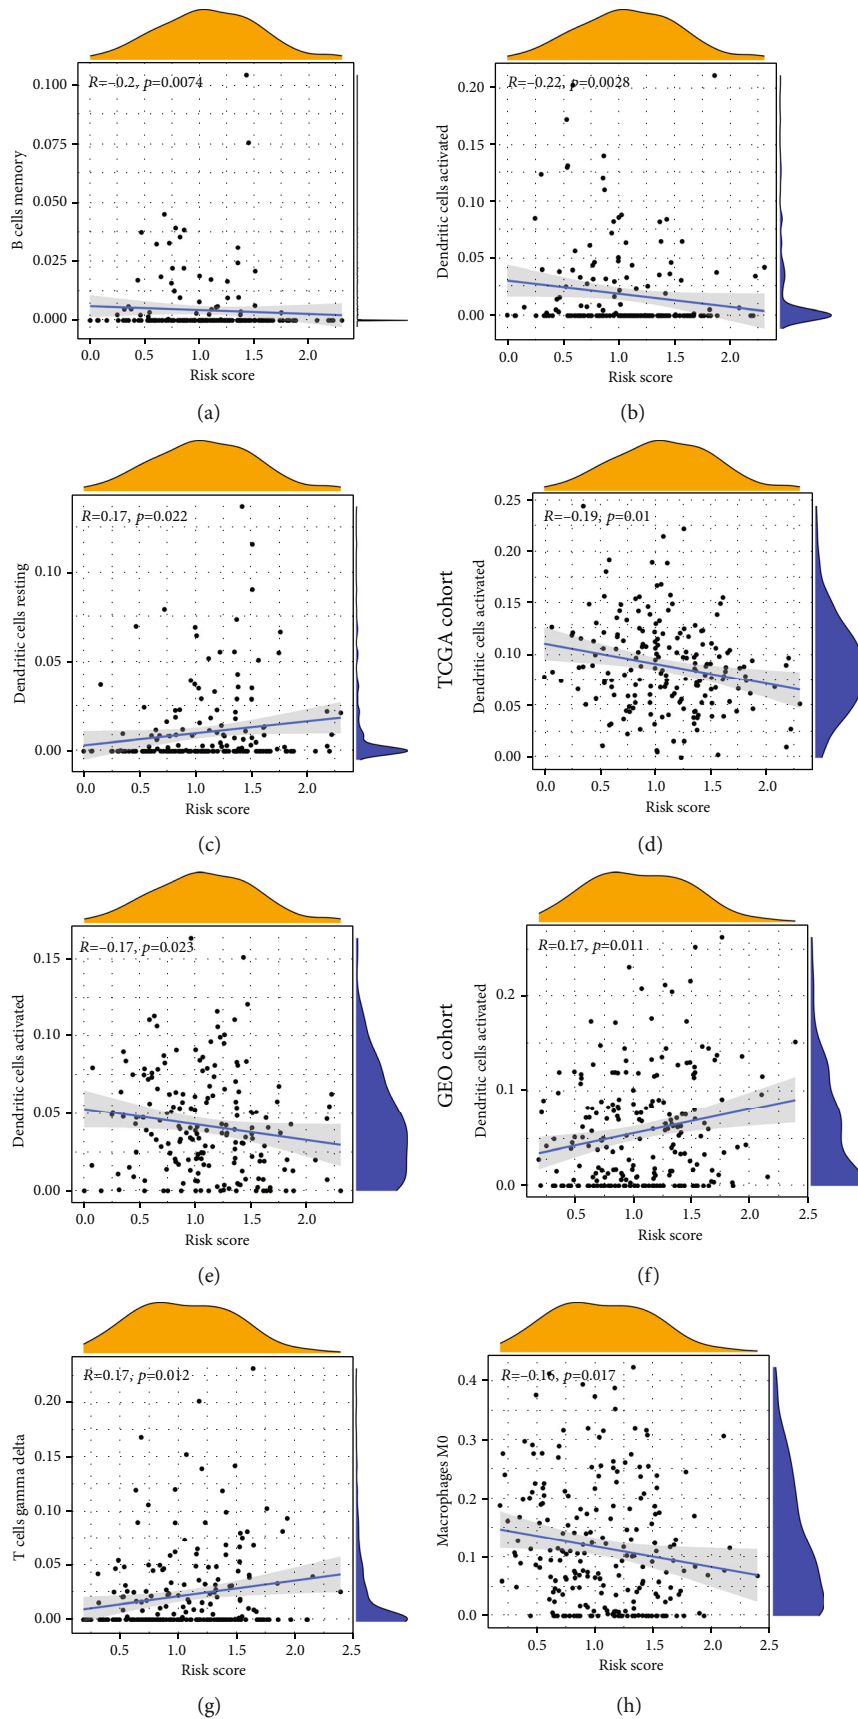 R=−0.2, p=0.0074
B cells memory
0.100
0.075
0.050
0.025
0.000
0.0 0.5 1.0 1.5 2.0
Risk score
(a)
R=−0.22, p=0.0028
Dendritic cells activated
0.20
0.15
0.10
0.05
0.00
0.0 0.5 1.0 1.5 2.0
Risk score
(b)
R=0.17, p=0.022
Dendritic cells resting
0.10
0.05
0.00
0.0 0.5 1.0 1.5 2.0
Risk score
(c)
TCGA cohort
R=−0.19, p=0.01
Dendritic cells activated
0.25
0.20
0.15
0.10
0.05
0.00
0.0 0.5 1.0 1.5 2.0
Risk score
(d)
R=−0.17, p=0.023
Dendritic cells activated
0.15
0.10
0.05
0.00
0.0 0.5 1.0 1.5 2.0
Risk score
(e)
GEO cohort
R=0.17, p=0.011
Dendritic cells activated
0.2
0.1
0.0
0.5 1.0 1.5 2.0 2.5
Risk score
(f)
R=0.17, p=0.012
T cells gamma delta
0.20
0.15
0.10
0.05
0.00
0.5 1.0 1.5 2.0 2.5
Risk score
(g)
R=−0.16, p=0.017
Macrophages M0
0.4
0.3
0.2
0.1
0.0
0.5 1.0 1.5 2.0 2.5
Risk score
(h)